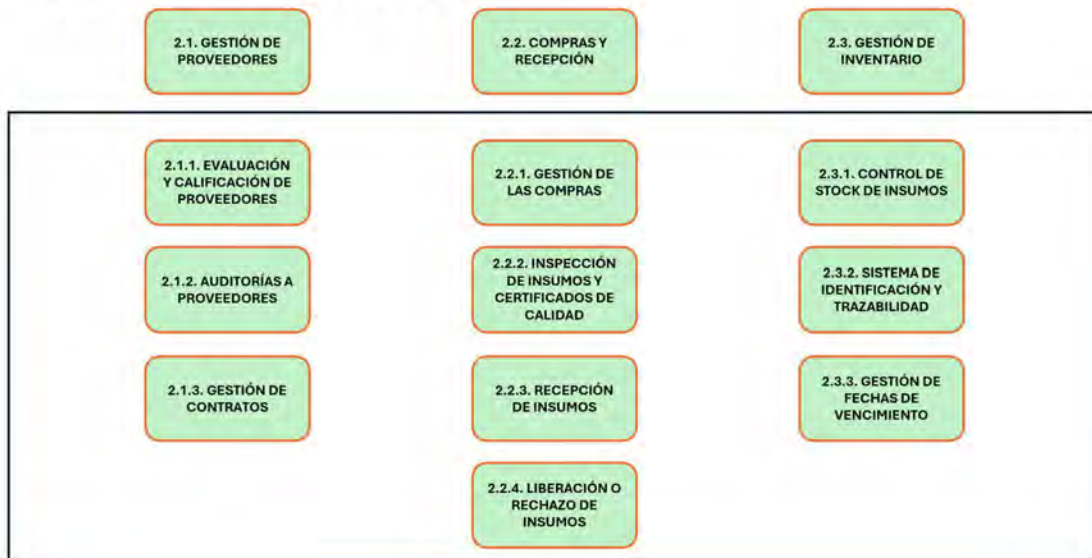 2.1. GESTIÓN DE
PROVEEDORES
2.2. COMPRAS Y
RECEPCIÓN
2.3. GESTIÓN DE
INVENTARIO
2.1.1. EVALUACIÓN
Y CALIFICACIÓN DE
PROVEEDORES
2.2.1. GESTIÓN DE
LAS COMPRAS
2.3.1. CONTROL DE
STOCK DE INSUMOS
2.1.2. AUDITORÍAS A
PROVEEDORES
2.2.2. INSPECCIÓN
DE INSUMOS Y
CERTIFICADOS DE
CALIDAD
2.3.2. SISTEMA DE
IDENTIFICACIÓN Y
TRAZABILIDAD
2.1.3. GESTIÓN DE
CONTRATOS
2.2.3. RECEPCIÓN
DE INSUMOS
2.3.3. GESTIÓN DE
FECHAS DE
VENCIMIENTO
2.2.4. LIBERACIÓN O
RECHAZO DE
INSUMOS